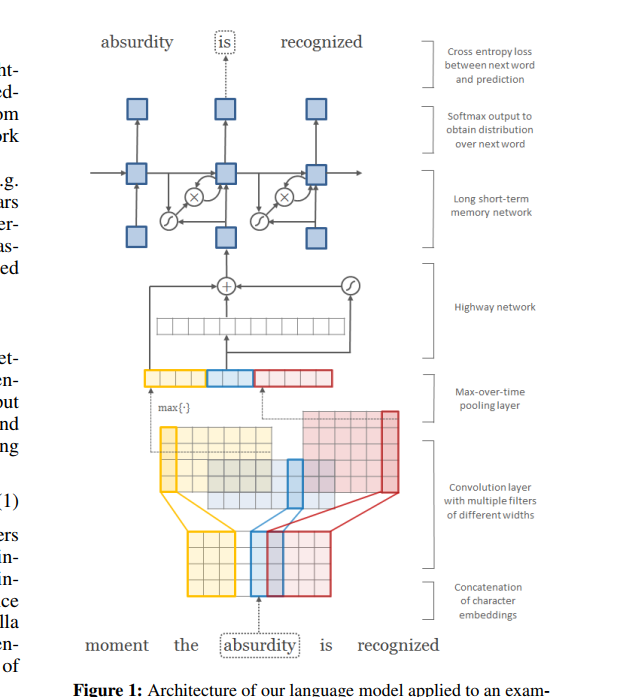 ht-
ed-
om
ork
.g.
ars
er-
as-
ed
et-
en-
out
nd
ng
(1)
ers
in-
in-
ce
lla
en-
of
absurdity is recognized
Cross entropy loss
between next word
and prediction
Softmax output to
obtain distribution
over next word
Long short-term
memory network
Highway network
Max-over-time
pooling layer
max{·}
Convolution layer
with multiple filters
of different widths
Concatenation
of character
embeddings
moment the absurdity is recognized
Figure 1: Architecture of our language model applied to an exam-